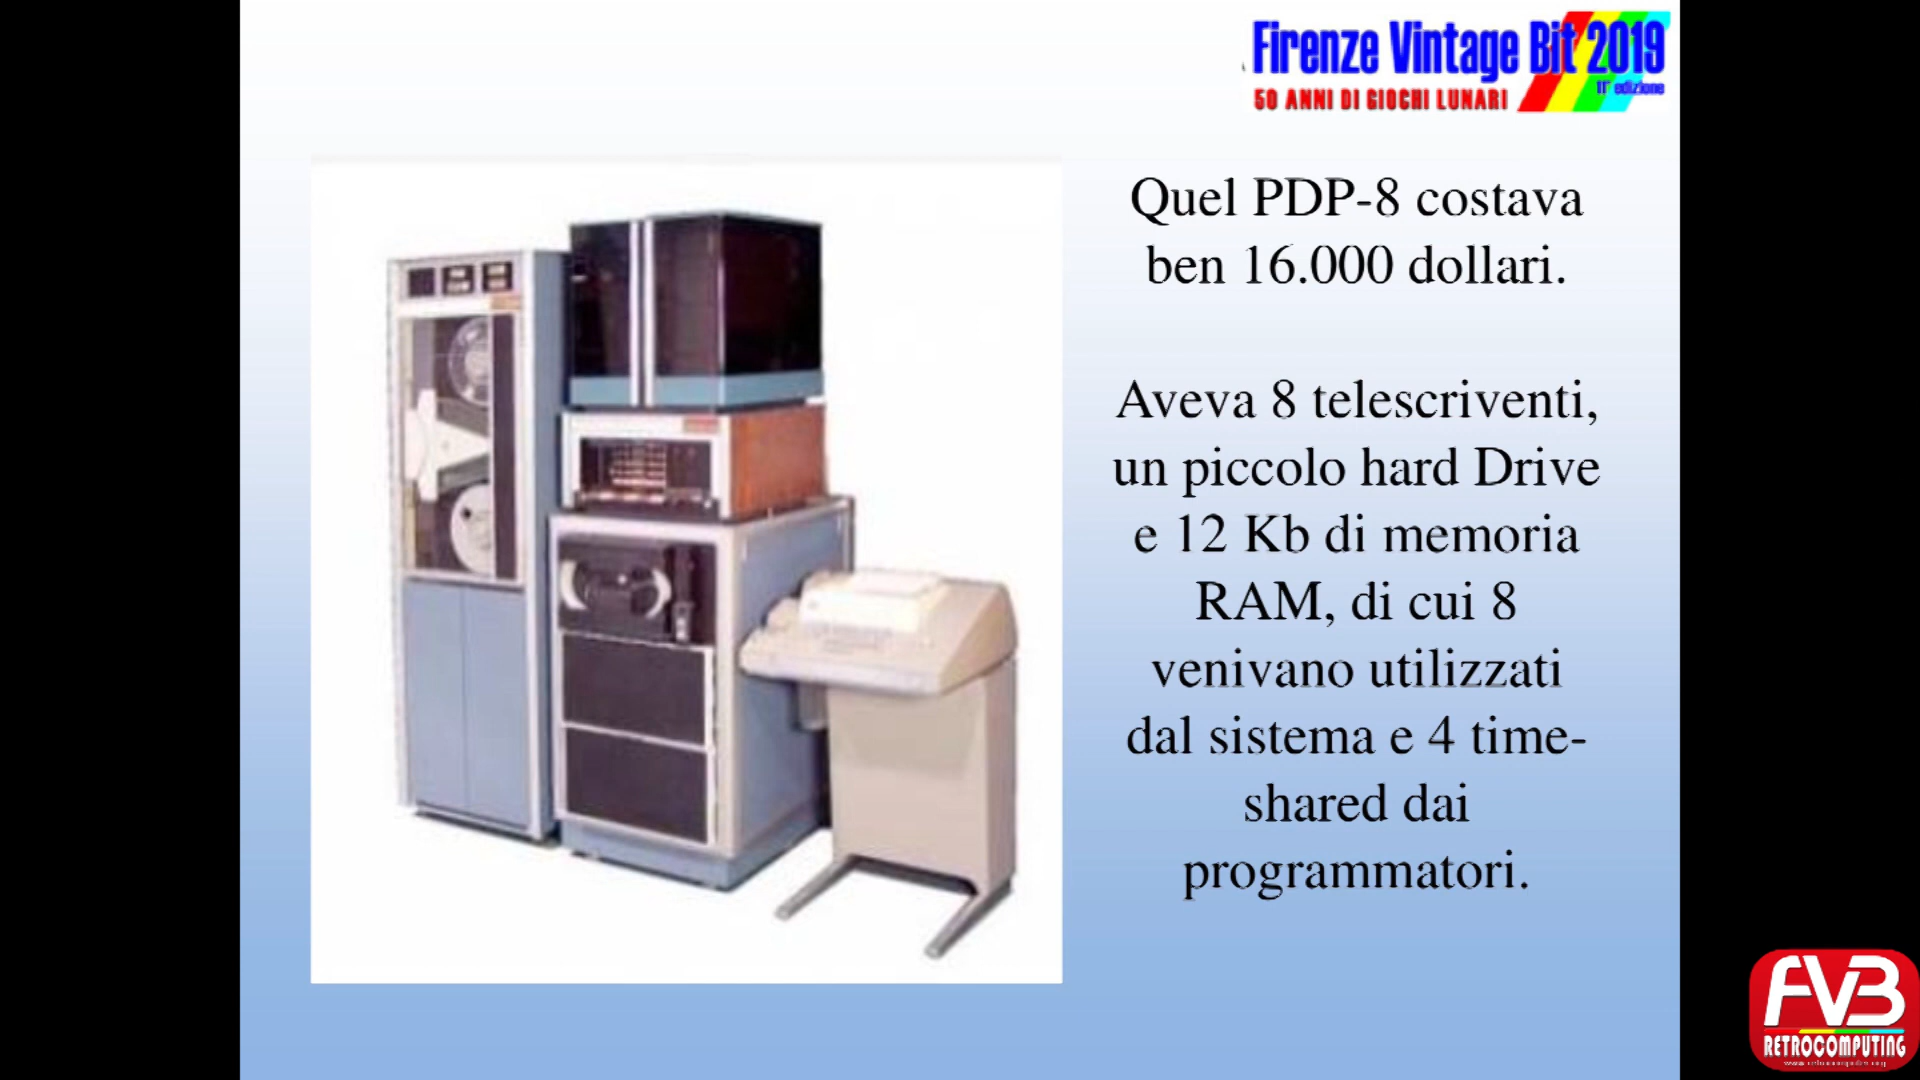 Firenze Vintage Bit 2019
11° edizione
50 ANNI DI GIOCHI LUNARI
Quel PDP-8 costava
ben 16.000 dollari.
Aveva 8 telescriventi,
un piccolo hard Drive
e 12 Kb di memoria
RAM, di cui 8
venivano utilizzati
dal sistema e 4 time-
shared dai
programmatori.
FVB
RETROCOMPUTING